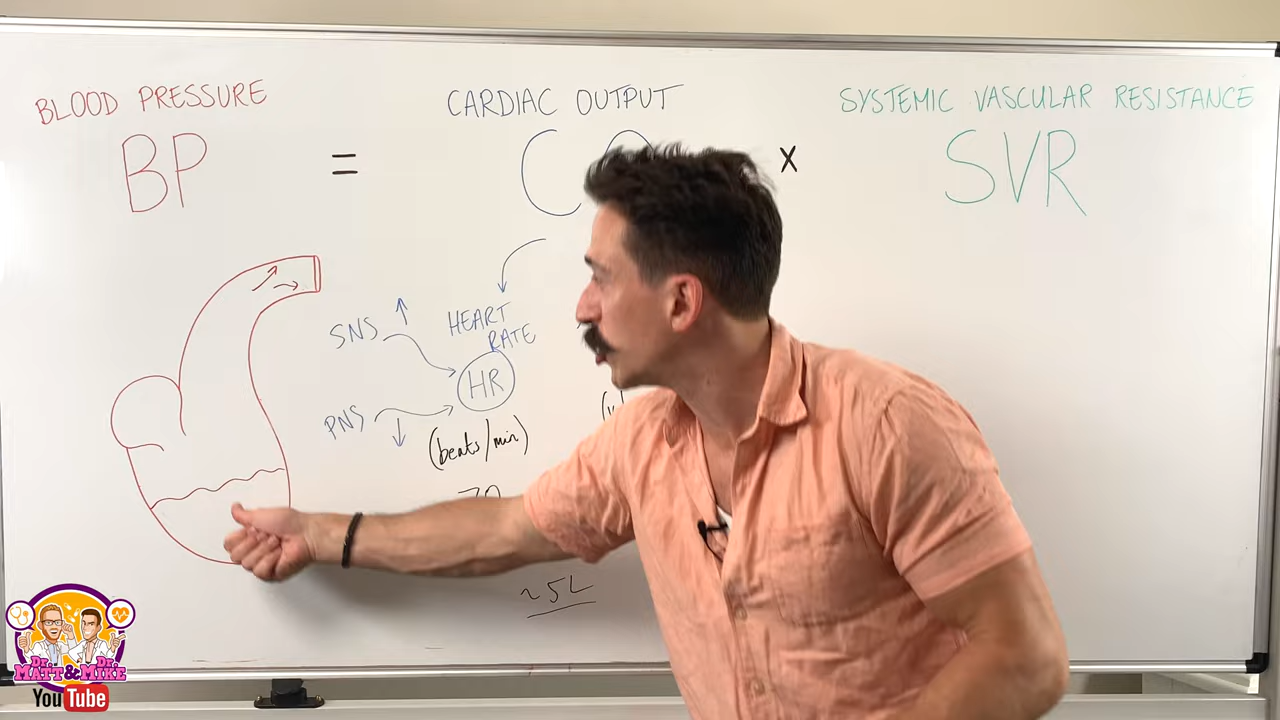 BLOOD PRESSURE
BP
=
CARDIAC OUTPUT
C
x
SYSTEMIC VASCULAR RESISTANCE
SVR
SNS
PNS
HEART
RATE
HR
(beats/min)
70
~5L
Dr. Dr.
MATT & MIKE
YouTube